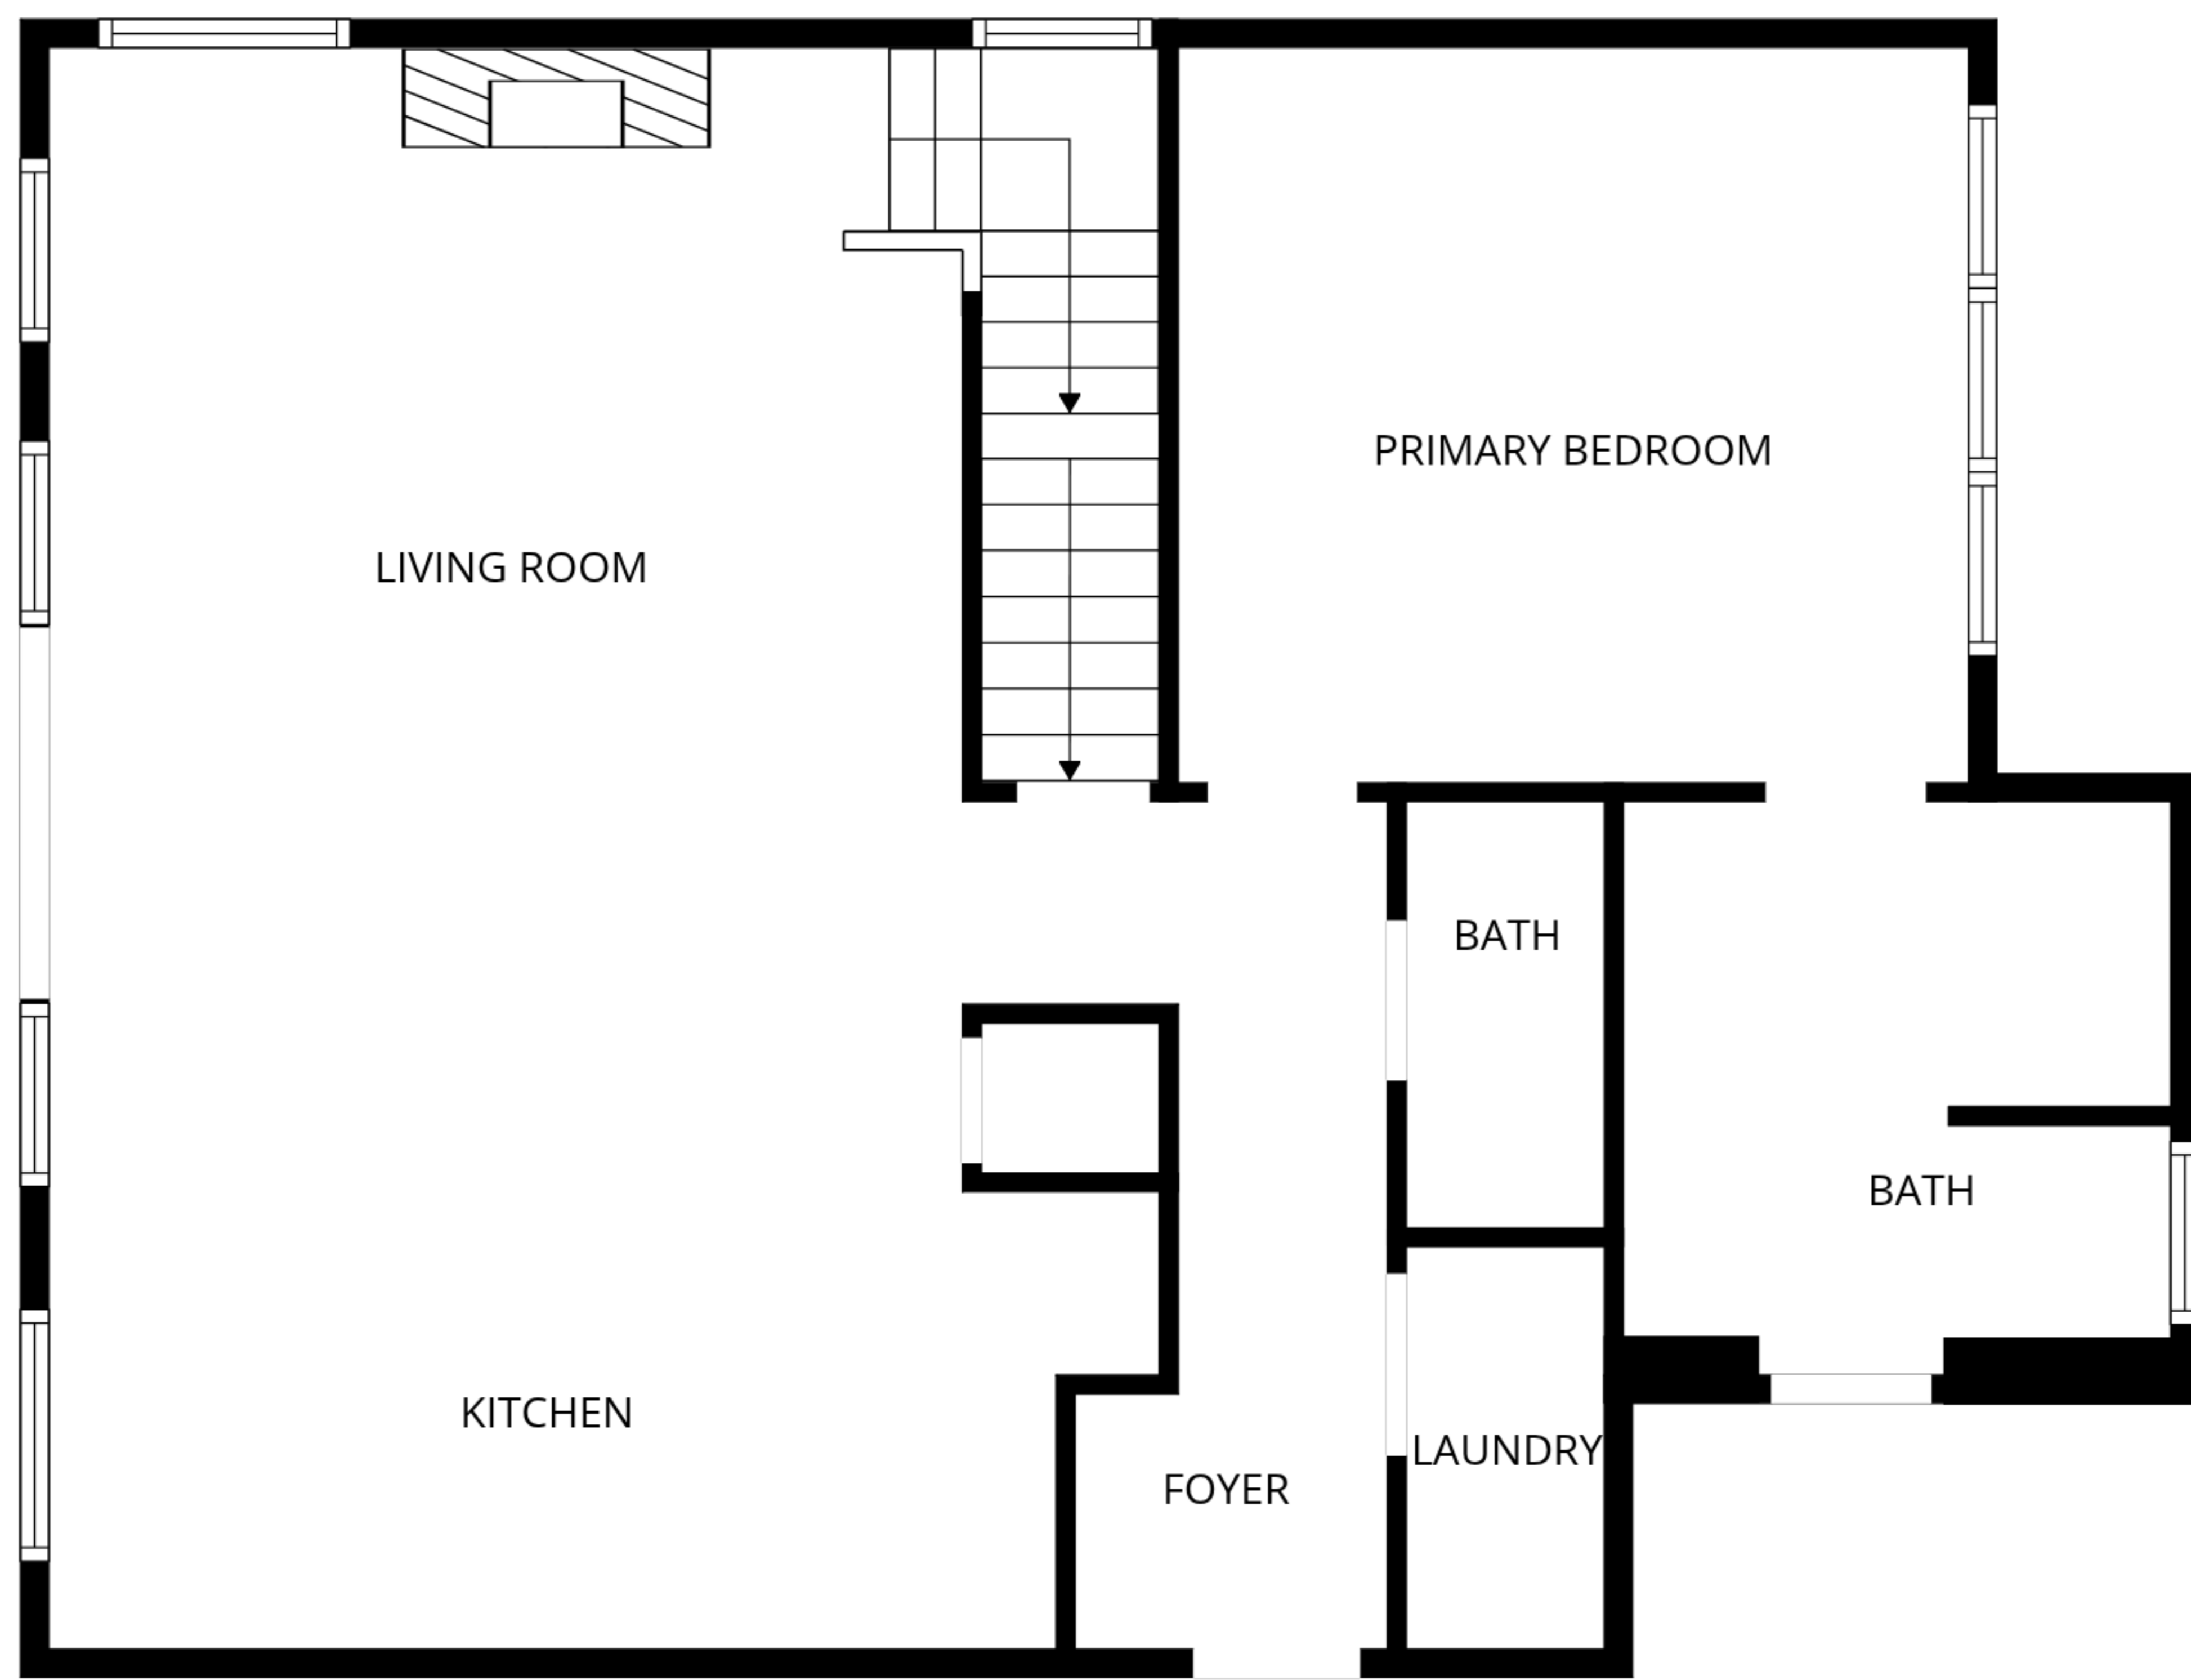 PRIMARY BEDROOM
LIVING ROOM
BATH
BATH
KITCHEN
LAUNDRY
FOYER